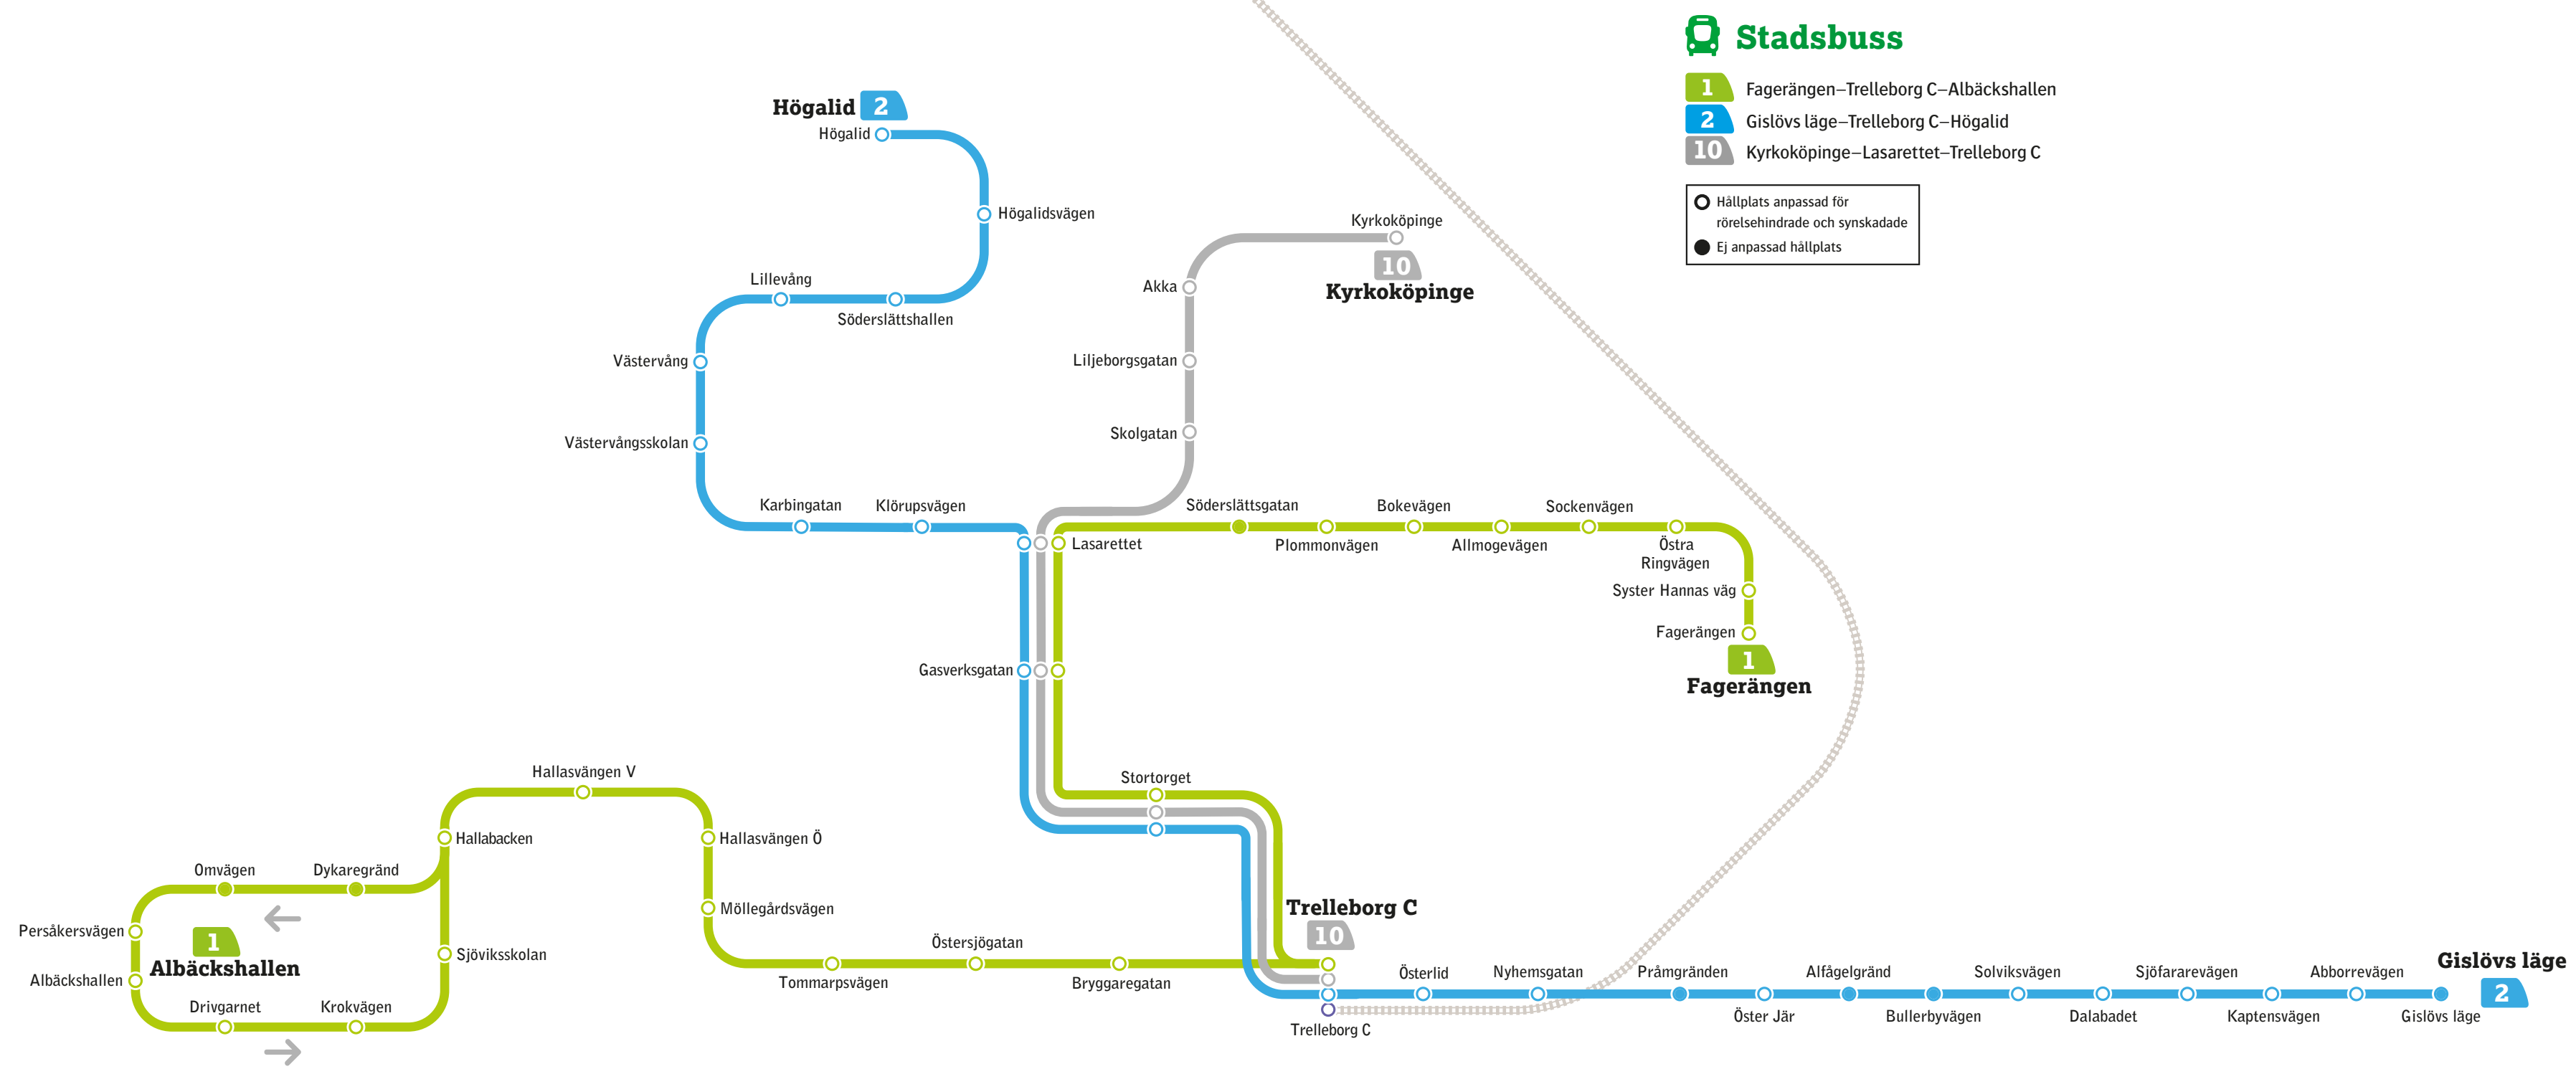 Stadsbuss
1 Fagerängen–Trelleborg C–Albäckshallen
2 Gislövs läge–Trelleborg C–Högalid
10 Kyrkoköpinge–Lasarettet–Trelleborg C
Hållplats anpassad för
rörelsehindrade och synskadade
Ej anpassad hållplats
Högalid 2
Högalid
Högalidsvägen
Lillevång
Söderslättshallen
Västervång
Västervångsskolan
Karbingatan
Klörupsvägen
Kyrkoköpinge
10
Kyrkoköpinge
Akka
Liljeborgsgatan
Skolgatan
Lasarettet
Söderslättsgatan
Plommonvägen
Bokevägen
Allmogevägen
Sockenvägen
Östra
Ringvägen
Syster Hannas väg
Fagerängen
1
Fagerängen
Gasverksgatan
Stortorget
Hallasvängen V
Hallabacken
Hallasvängen Ö
Omvägen
Dykaregränd
Möllegårdsvägen
Persåkersvägen
1
Albäckshallen
Albäckshallen
Sjöviksskolan
Drivgarnet
Krokvägen
Tommarpsvägen
Östersjögatan
Bryggaregatan
Trelleborg C
10
Trelleborg C
Österlid
Nyhemsgatan
Pråmgränden
Öster Jär
Alfågelgränd
Bullerbyvägen
Solviksvägen
Dalabadet
Sjöfararevägen
Kaptensvägen
Abborrevägen
Gislövs läge
Gislövs läge
2